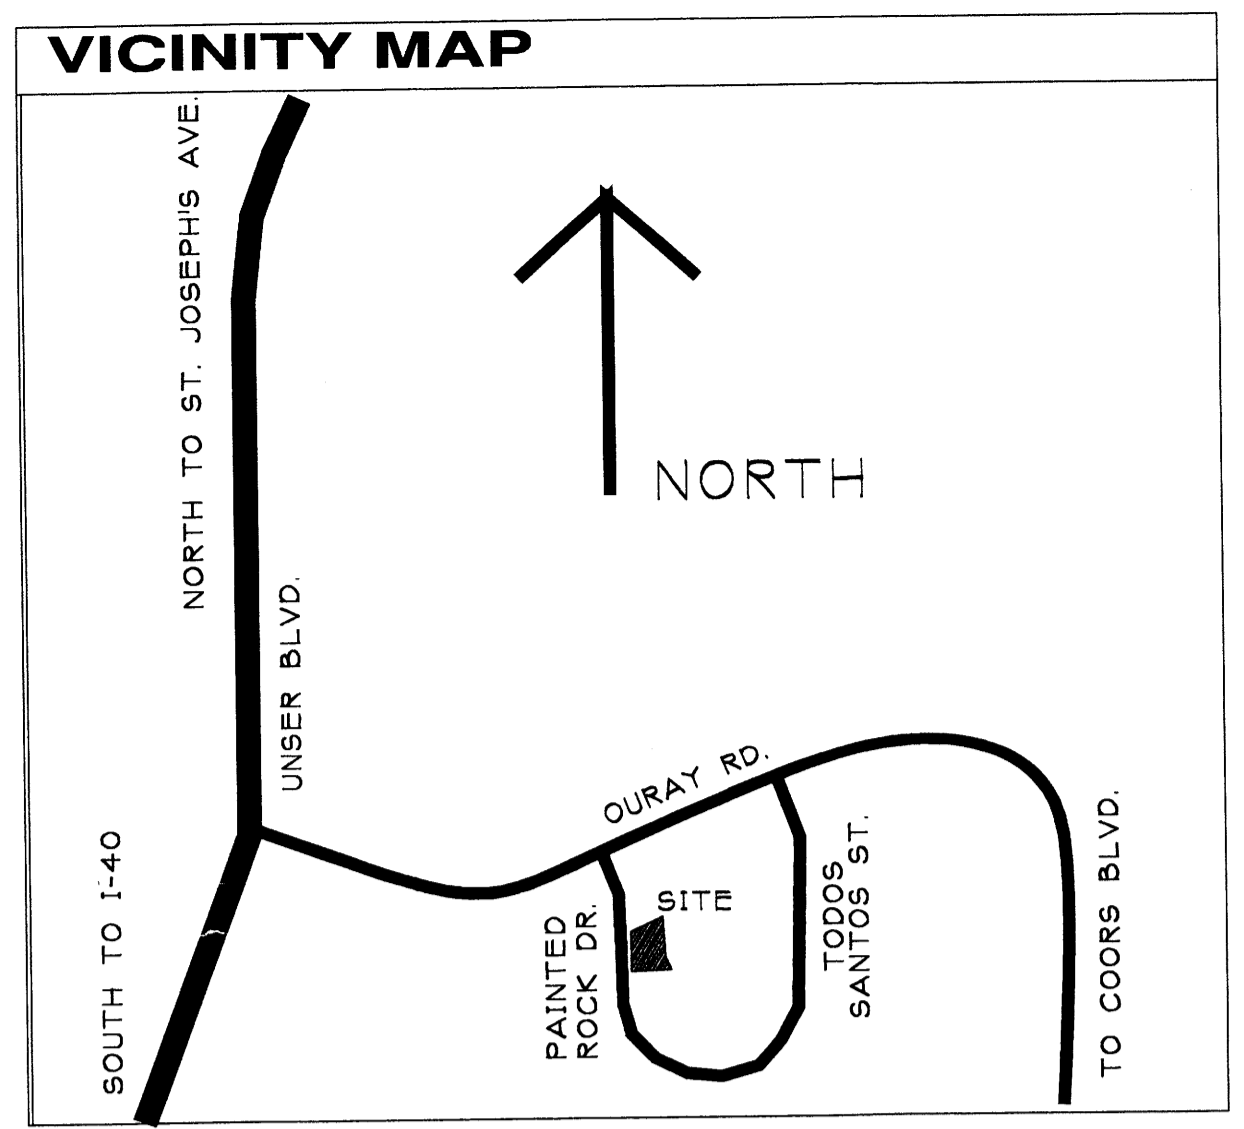 VICINITY MAP
NORTH TO ST. JOSEPH'S AVE.
NORTH
UNSER BLVD.
OURAY RD.
SOUTH TO I-40
SITE
PAINTED
ROCK DR.
TODOS
SANTOS ST.
TO COORS BLVD.